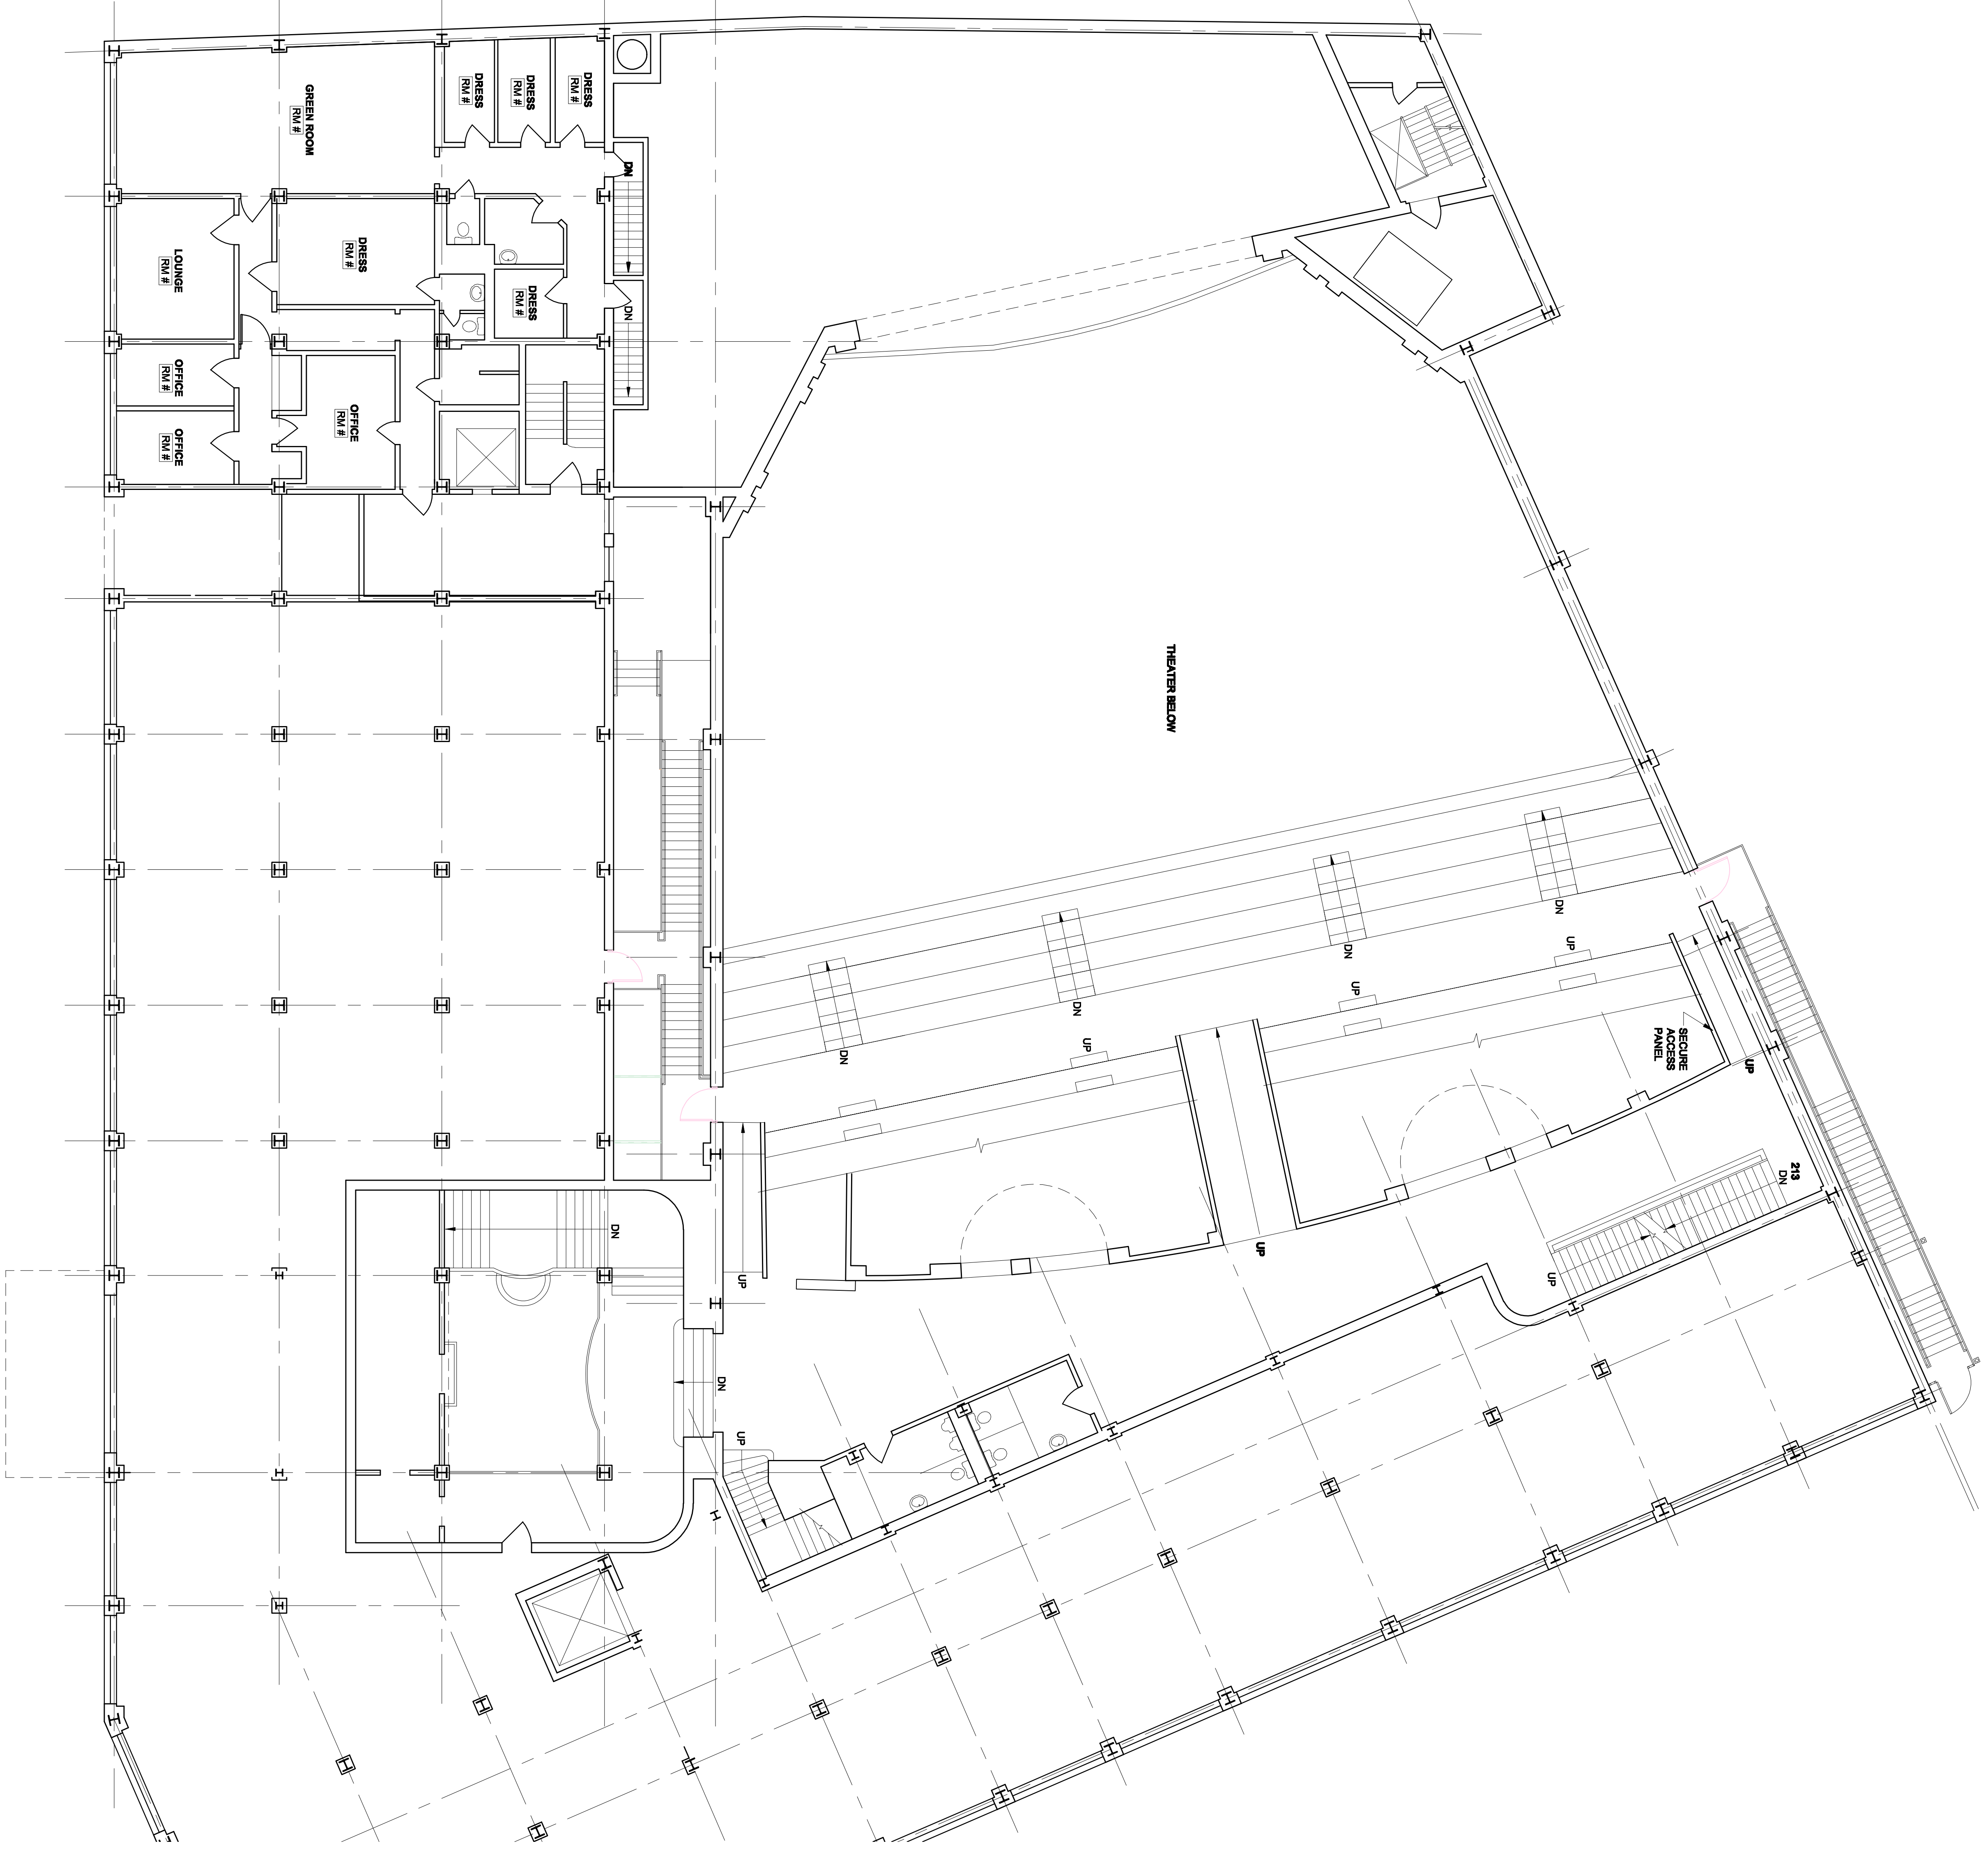 DRESS
RM #
DRESS
RM #
DRESS
RM #
GREEN ROOM
RM #
DN
LOUNGE
RM #
DRESS
RM #
DRESS
RM #
DN
OFFICE
RM #
OFFICE
RM #
OFFICE
RM #
THEATER BELOW
DN
DN
DN
DN
UP
UP
UP
SECURE
ACCESS
PANEL
UP
213
DN
UP
UP
UP
DN
DN
UP